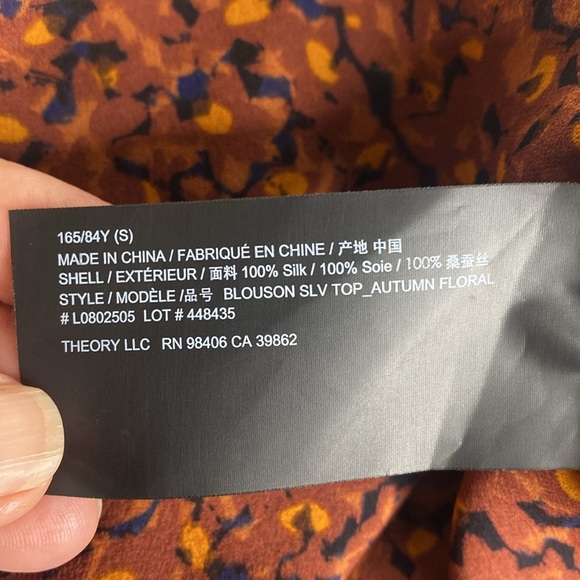 165/84Y (S)
MADE IN CHINA / FABRIQUÉ EN CHINE / 产地 中国
SHELL / EXTÉRIEUR / 面料 100% Silk / 100% Soie / 100% 桑蚕丝
STYLE / MODÈLE /品号 BLOUSON SLV TOP_AUTUMN FLORAL
# L0802505 LOT # 448435
THEORY LLC RN 98406 CA 39862